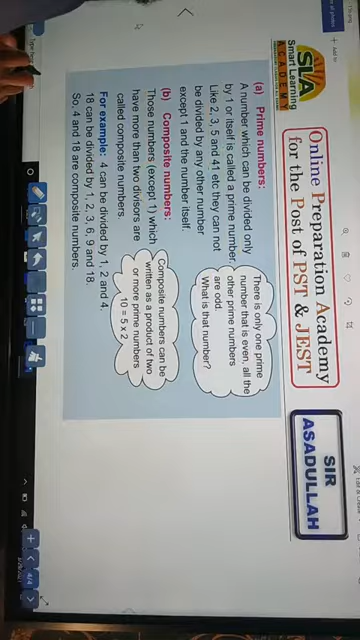 SLA
Smart Learning
ACADEMY
Online Preparation Academy
for the Post of PST & JEST
SIR
ASADULLAH
(a) Prime numbers:
A number which can be divided only
by 1 or itself is called a prime number.
Like 2, 3, 5 and 41 etc they can not
be divided by any other number
except 1 and the number itself.
There is only one prime
number that is even, all the
other prime numbers
are odd.
What is that number?
(b) Composite numbers:
Those numbers (except 1) which
have more than two divisors are
called composite numbers.
Composite numbers can be
written as a product of two
or more prime numbers
10 = 5 x 2
For example: 4 can be divided by 1, 2 and 4.
18 can be divided by 1, 2, 3, 6, 9 and 18.
So, 4 and 18 are composite numbers.
4/4